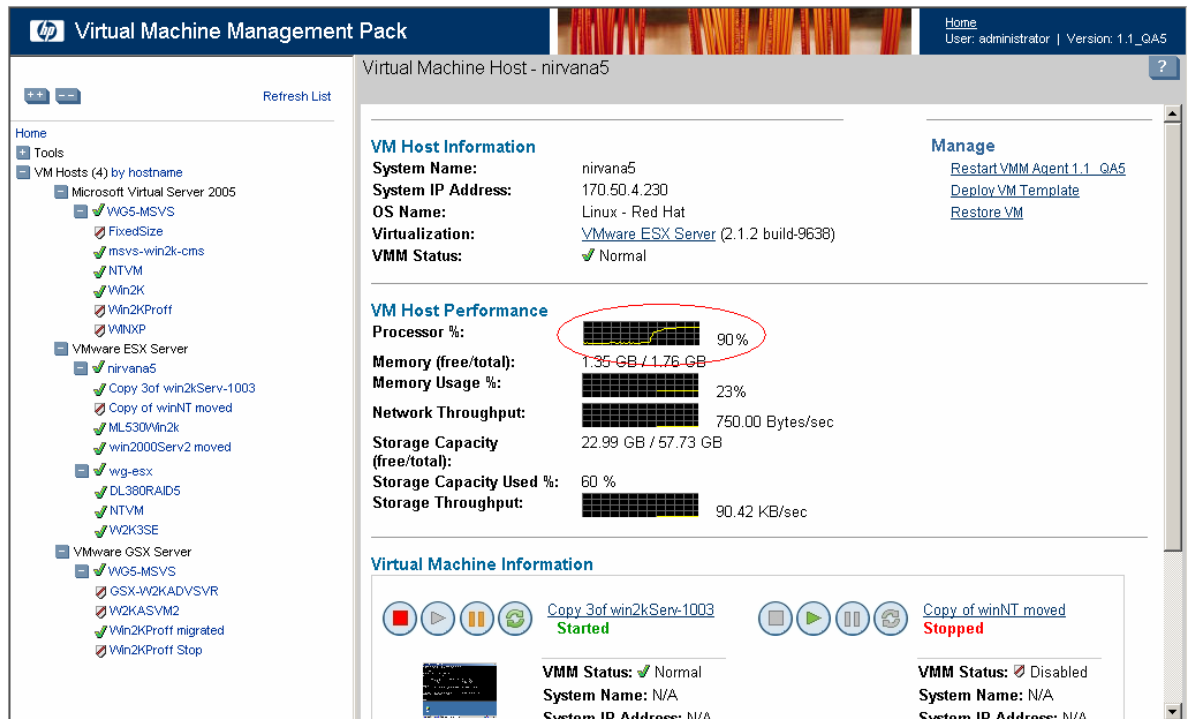 hp Virtual Machine Management Pack
Home
User: administrator | Version: 1.1_QA5
Virtual Machine Host - nirvana5
?
++ -- Refresh List
Home
Tools
VM Hosts (4) by hostname
Microsoft Virtual Server 2005
WG5-MSVS
FixedSize
msvs-win2k-cms
NTVM
Win2K
Win2KProff
WINXP
VMware ESX Server
nirvana5
Copy 3of win2kServ-1003
Copy of winNT moved
ML530Win2k
win2000Serv2 moved
wg-esx
DL380RAID5
NTVM
W2K3SE
VMware GSX Server
WG5-MSVS
GSX-W2KADVSVR
W2KASVM2
Win2KProff migrated
Win2KProff Stop
VM Host Information
System Name: nirvana5
System IP Address: 170.50.4.230
OS Name: Linux - Red Hat
Virtualization: VMware ESX Server (2.1.2 build-9638)
VMM Status: Normal
Manage
Restart VMM Agent 1.1_QA5
Deploy VM Template
Restore VM
VM Host Performance
Processor %: 90%
Memory (free/total): 1.35 GB / 1.76 GB
Memory Usage %: 23%
Network Throughput: 750.00 Bytes/sec
Storage Capacity 22.99 GB / 57.73 GB
(free/total):
Storage Capacity Used %: 60 %
Storage Throughput: 90.42 KB/sec
Virtual Machine Information
Copy 3of win2kServ-1003
Started
VMM Status: Normal
System Name: N/A
System IP Address: N/A
Copy of winNT moved
Stopped
VMM Status: Disabled
System Name: N/A
System IP Address: N/A